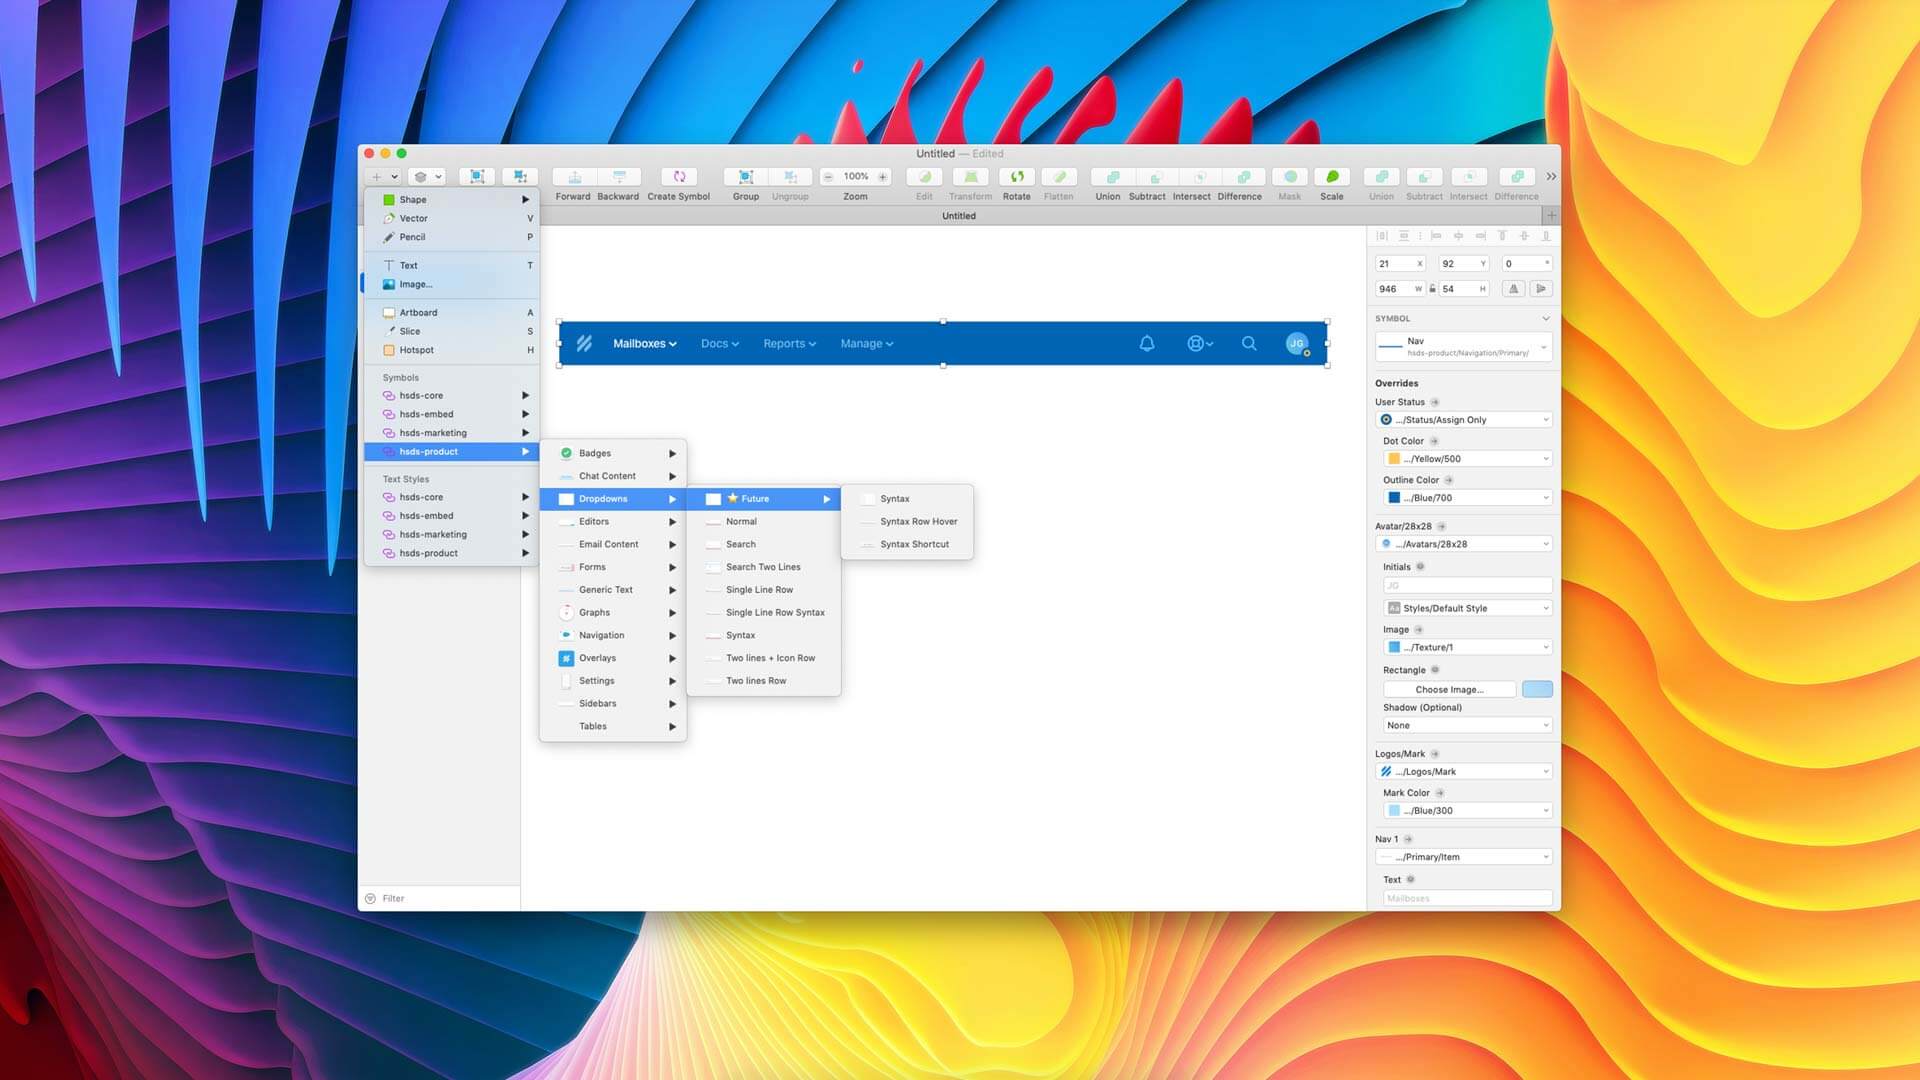 Untitled — Edited
100%
Forward Backward Create Symbol Group Ungroup Zoom Edit Transform Rotate Flatten Union Subtract Intersect Difference Mask Scale Union Subtract Intersect Difference
Untitled
Shape
Vector V
Pencil P
Text T
Image...
Artboard A
Slice S
Hotspot H
Symbols
hsds-core
hsds-embed
hsds-marketing
hsds-product
Text Styles
hsds-core
hsds-embed
hsds-marketing
hsds-product
Badges
Chat Content
Dropdowns
Editors
Email Content
Forms
Generic Text
Graphs
Navigation
Overlays
Settings
Sidebars
Tables
Future
Normal
Search
Search Two Lines
Single Line Row
Single Line Row Syntax
Syntax
Two lines + Icon Row
Two lines Row
Syntax
Syntax Row Hover
Syntax Shortcut
Mailboxes Docs Reports Manage JG
Filter
21 X 92 Y 0 °
946 W 54 H
SYMBOL
Nav
hsds-product/Navigation/Primary/
Overrides
User Status
.../Status/Assign Only
Dot Color
.../Yellow/500
Outline Color
.../Blue/700
Avatar/28x28
.../Avatars/28x28
Initials
JG
Aa Styles/Default Style
Image
.../Texture/1
Rectangle
Choose Image...
Shadow (Optional)
None
Logos/Mark
.../Logos/Mark
Mark Color
.../Blue/300
Nav 1
.../Primary/Item
Text
Mailboxes